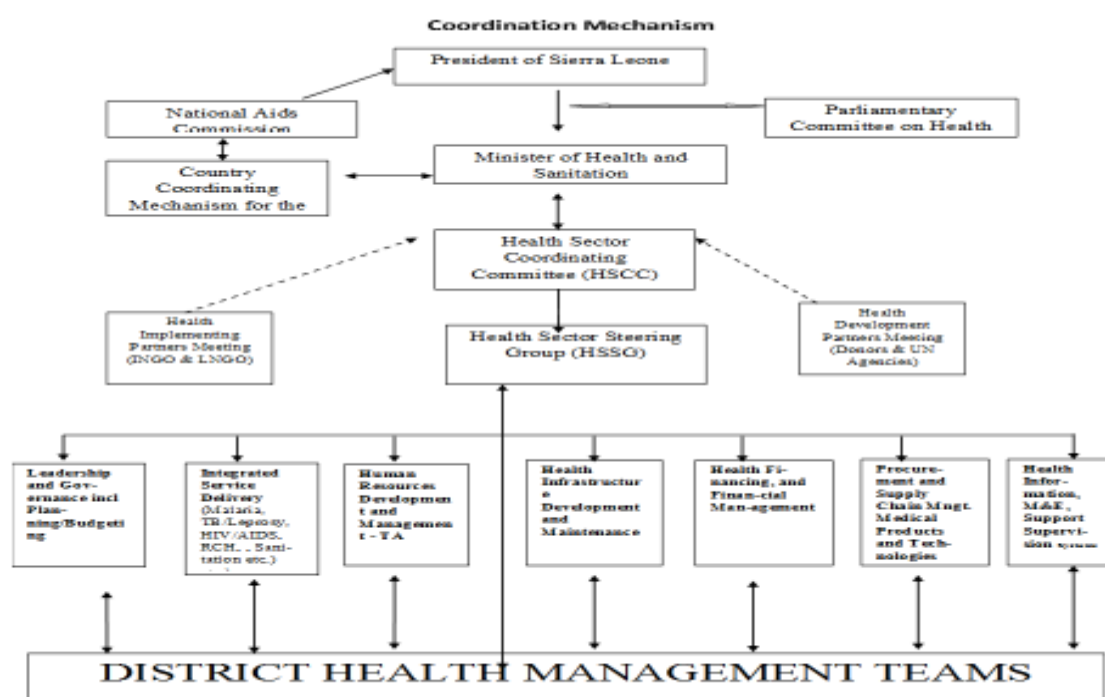 Coordination Mechanism
President of Sierra Leone
National Aids
Commission
Parliamentary
Committee on Health
Minister of Health and
Sanitation
Country
Coordinating
Mechanism for the
Health Sector
Coordinating
Committee (HSCC)
Health
Implementing
Partners Meeting
(INGO & LNGO)
Health Sector Steering
Group (HSSG)
Health
Development
Partners Meeting
(Donors & UN
Agencies)
Leadership
and Gov-
ernance incl
Plan-
ning/Budgeti
ng
Integrated
Service
Delivery
(Malaria,
TB/Leprosy,
HIV/AIDS,
RCH, , Sani-
tation etc.)
Human
Resources
Developmen
t and
Managemen
t - TA
Health
Infrastructur
e
Development
and
Maintenance
Health Fi-
nancing, and
Finan-cial
Man-agement
Procure-
ment and
Supply
Chain Mngt.
Medical
Products
and Tech-
nologies
Health
Infor-
mation,
M&E,
Support
Supervi-
sion
DISTRICT HEALTH MANAGEMENT TEAMS